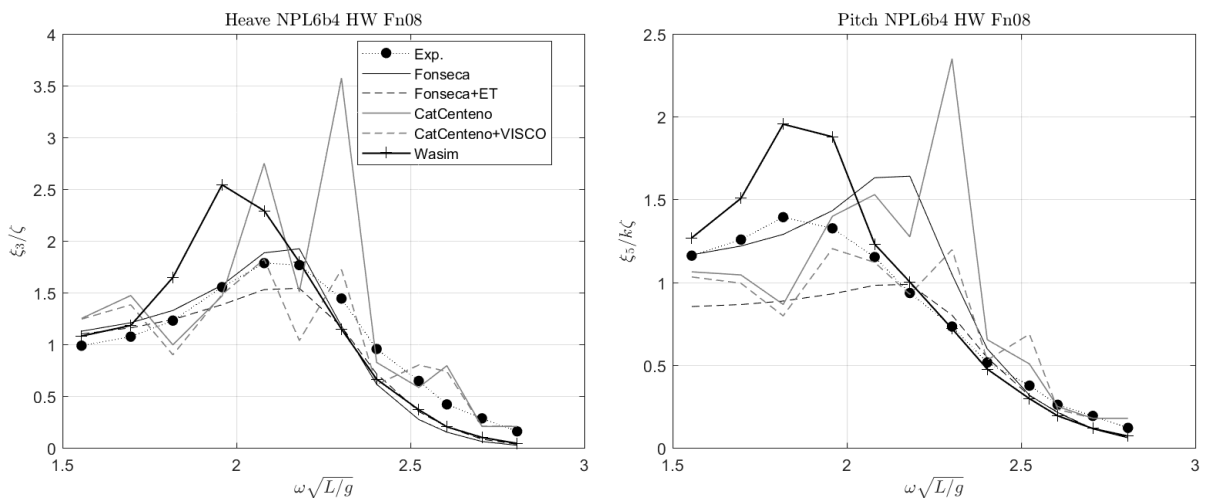 Heave NPL6b4 HW Fn08
4
3.5
3
2.5
2
1.5
1
0.5
0
1.5 2 2.5 3
ξ₃/ζ
ω√L/g
Exp.
Fonseca
Fonseca+ET
CatCenteno
CatCenteno+VISCO
Wasim
Pitch NPL6b4 HW Fn08
2.5
2
1.5
1
0.5
0
1.5 2 2.5 3
ξ₅/kζ
ω√L/g